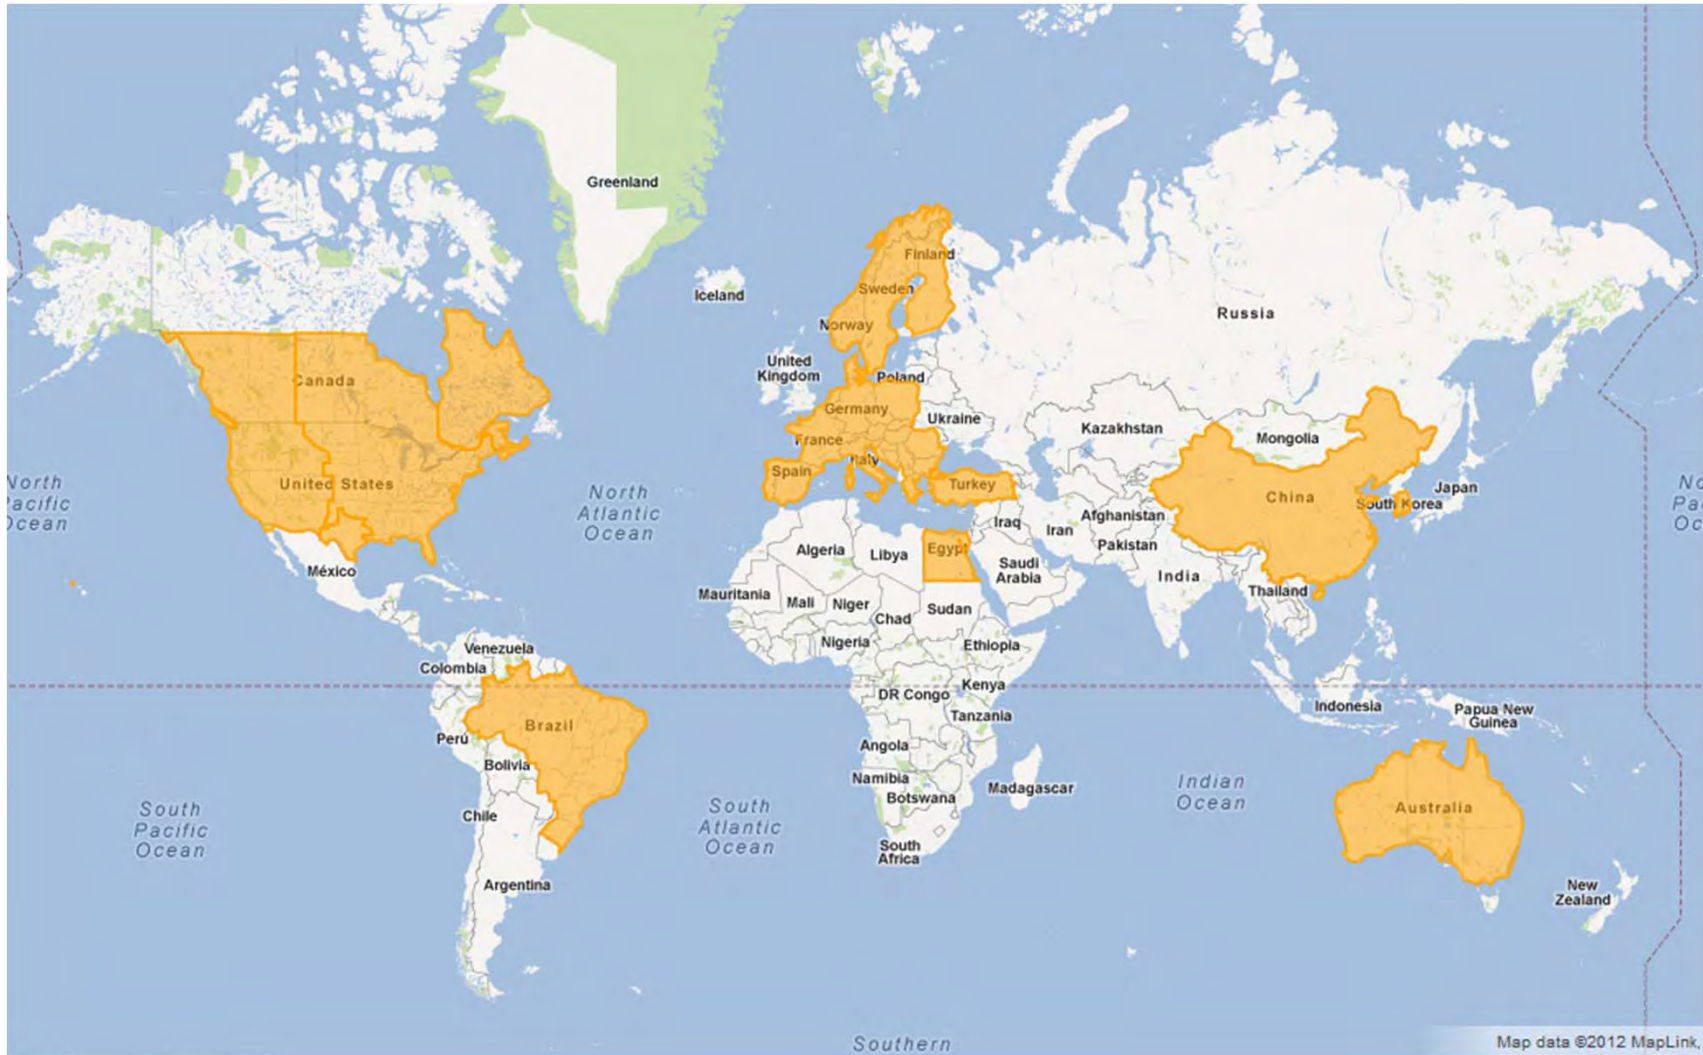 Greenland
Iceland
Finland
Sweden
Norway
Russia
United
Kingdom
Poland
Canada
Germany
Ukraine
Kazakhstan
Mongolia
France
Italy
Spain
Turkey
United States
China
South Korea
Japan
North
Pacific
Ocean
North
Atlantic
Ocean
Iraq
Iran
Afghanistan
Pakistan
Algeria
Libya
Egypt
Saudi
Arabia
India
México
Mauritania
Mali
Niger
Chad
Sudan
Thailand
Nigeria
Ethiopia
Venezuela
Colombia
Kenya
DR Congo
Tanzania
Indonesia
Papua New
Guinea
Brazil
Perú
Bolivia
Angola
Namibia
Botswana
Madagascar
Indian
Ocean
Australia
South
Pacific
Ocean
Chile
South
Atlantic
Ocean
South
Africa
Argentina
New
Zealand
Southern
Map data ©2012 MapLink,